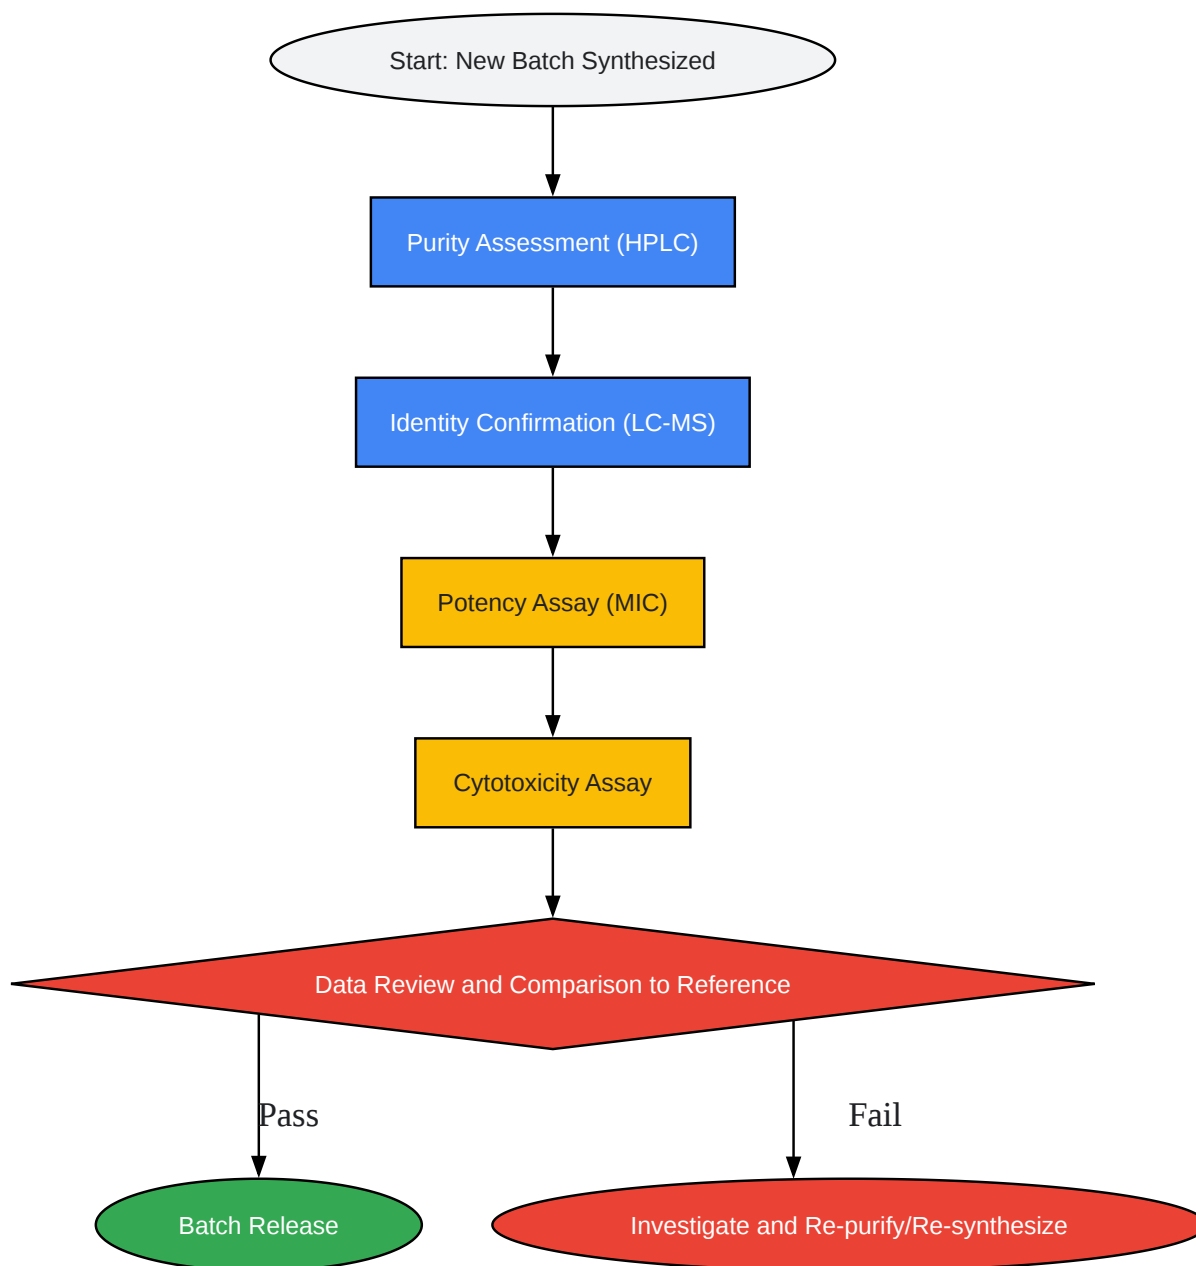 Start: New Batch Synthesized
Purity Assessment (HPLC)
Identity Confirmation (LC-MS)
Potency Assay (MIC)
Cytotoxicity Assay
Data Review and Comparison to Reference
Pass
Fail
Batch Release
Investigate and Re-purify/Re-synthesize